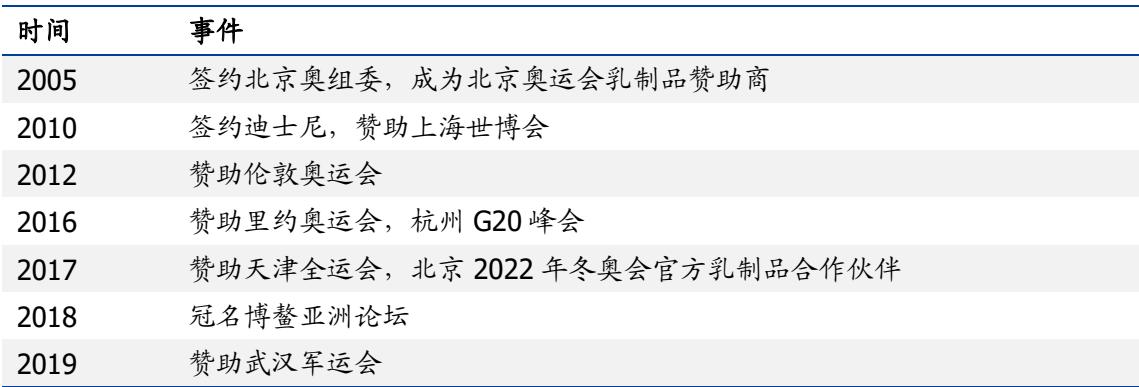 时间 事件
2005 签约北京奥组委，成为北京奥运会乳制品赞助商
2010 签约迪士尼，赞助上海世博会
2012 赞助伦敦奥运会
2016 赞助里约奥运会，杭州 G20 峰会
2017 赞助天津全运会，北京 2022 年冬奥会官方乳制品合作伙伴
2018 冠名博鳌亚洲论坛
2019 赞助武汉军运会